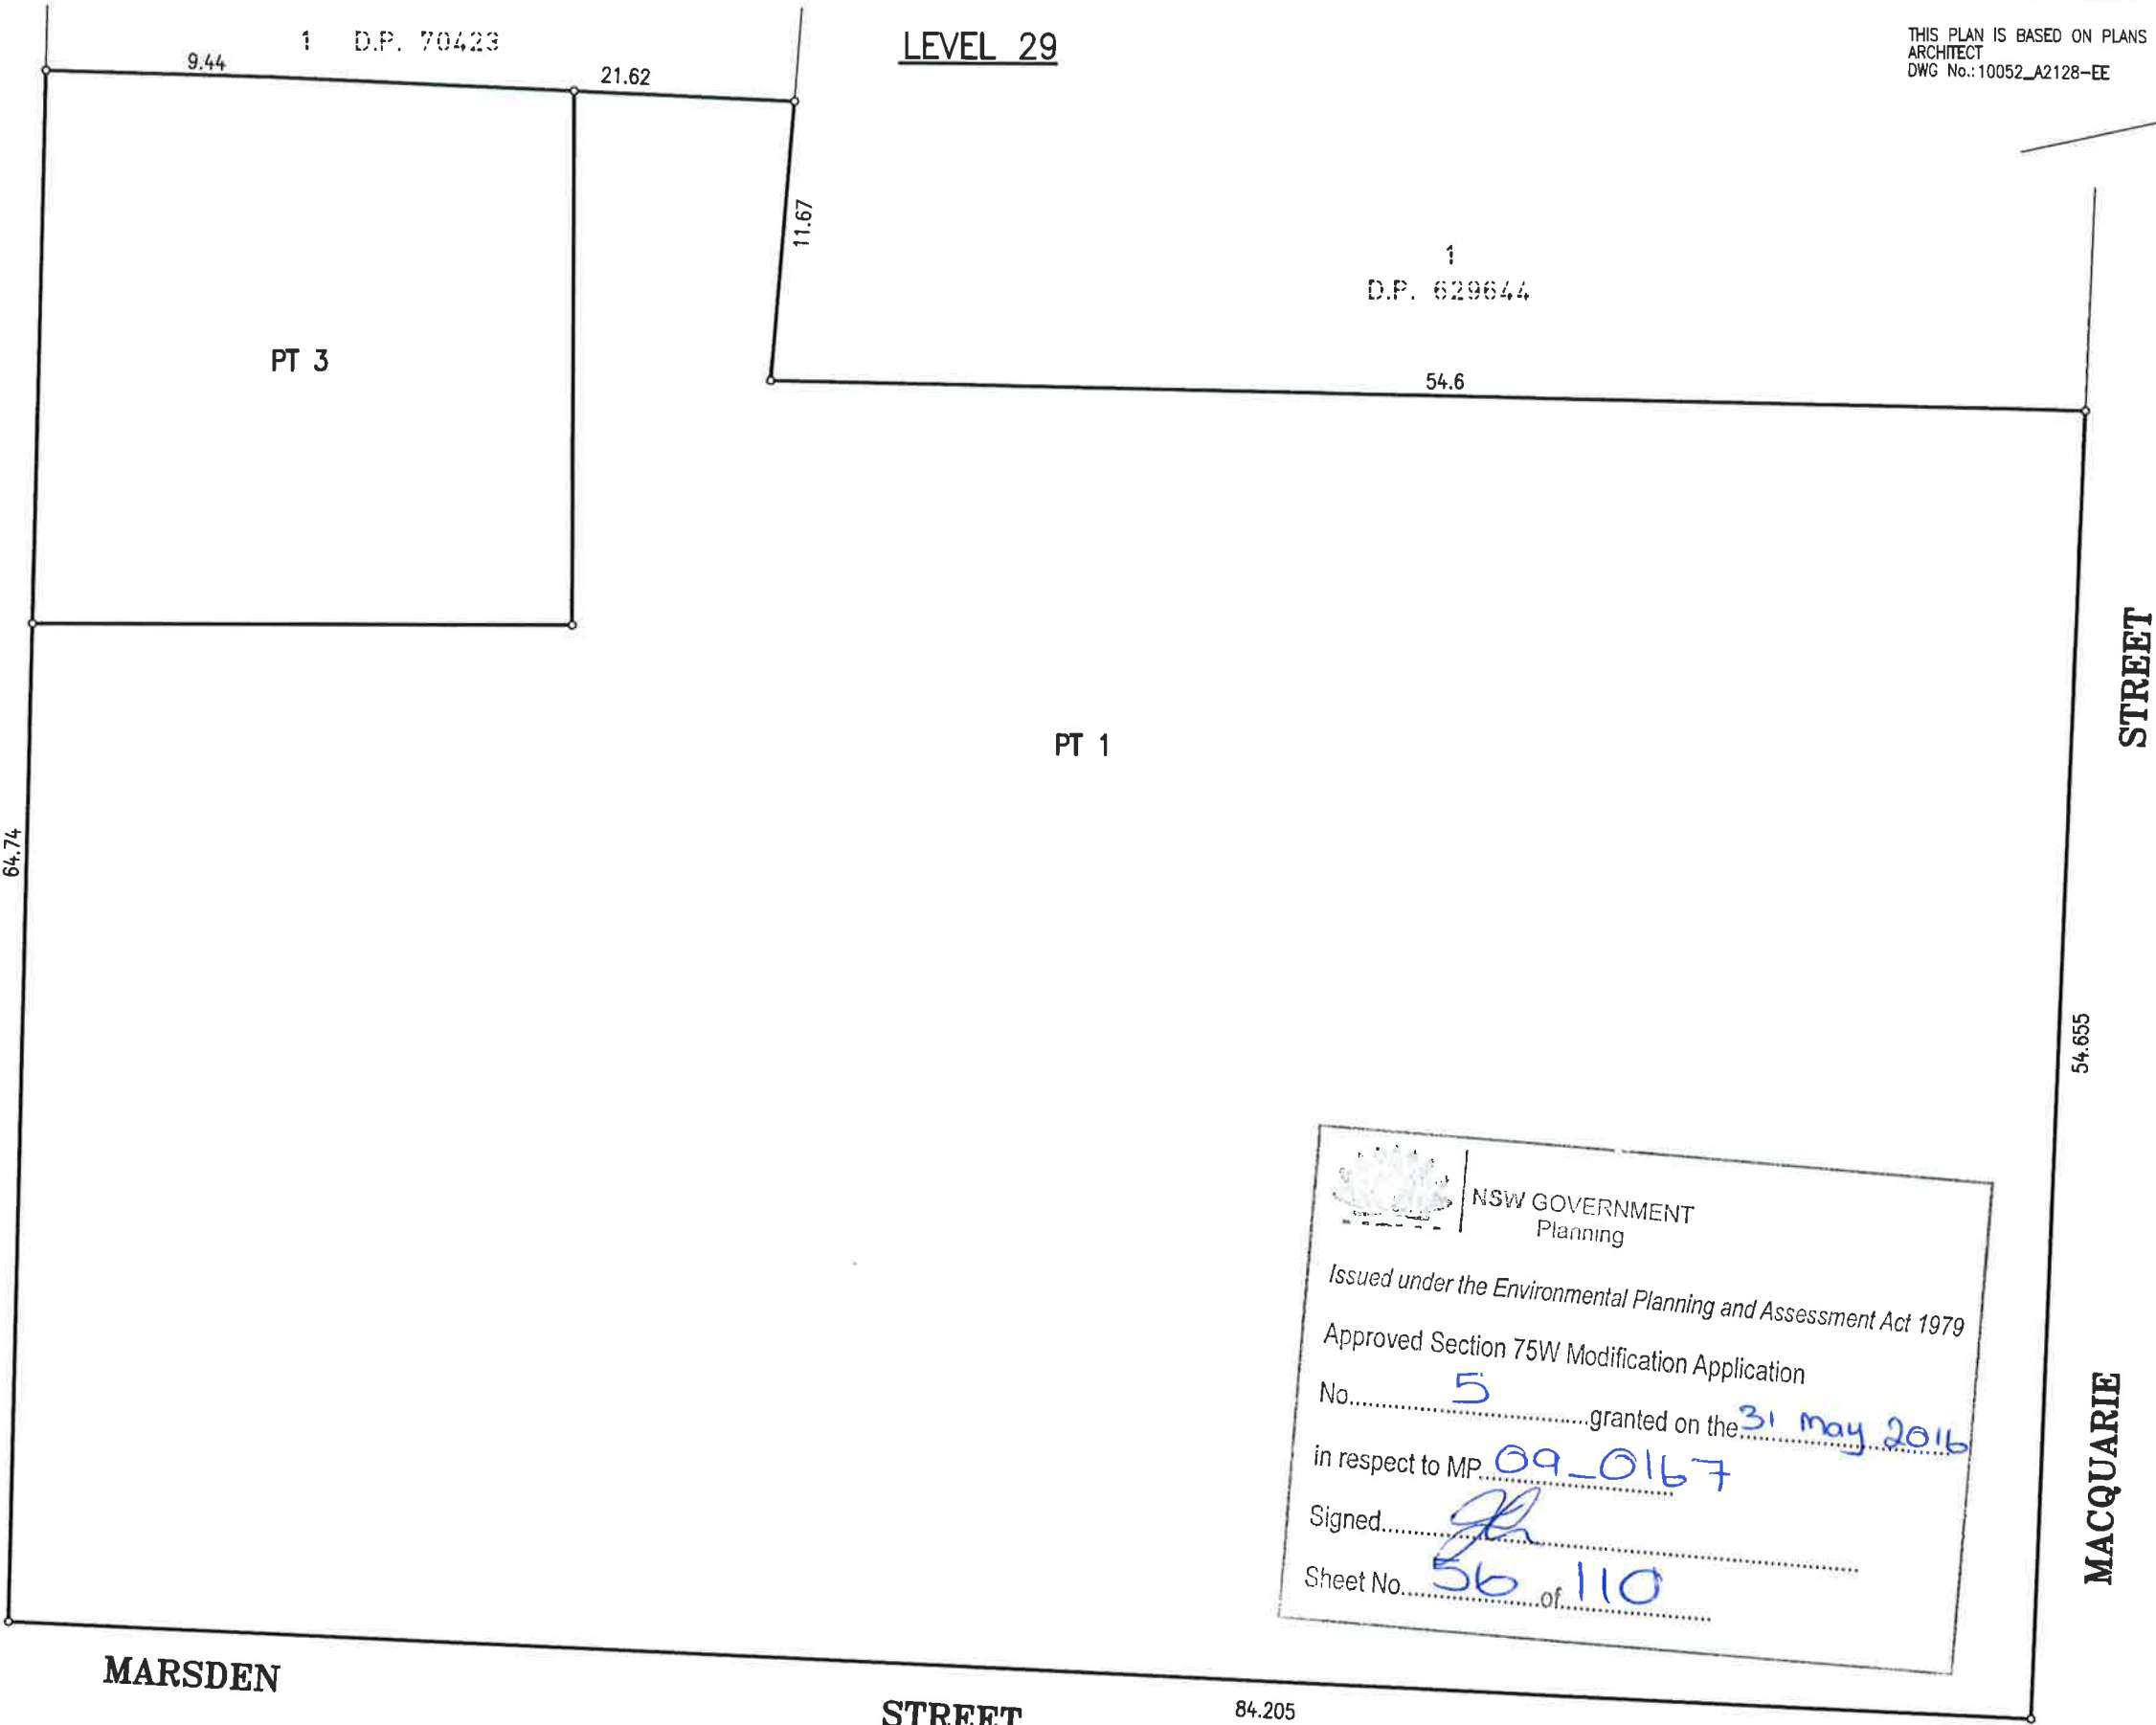 1 D.P. 70423
LEVEL 29
THIS PLAN IS BASED ON PLANS
ARCHITECT
DWG No.:10052_A2128-EE
9.44
21.62
11.67
1
D.P. 629644
PT 3
54.6
STREET
PT 1
64.74
54.655
NSW GOVERNMENT
Planning
Issued under the Environmental Planning and Assessment Act 1979
Approved Section 75W Modification Application
No. 5 granted on the 31 May 2016
in respect to MP 09_0167
Signed
Sheet No. 56 of 110
MACQUARIE
MARSDEN
STREET
84.205